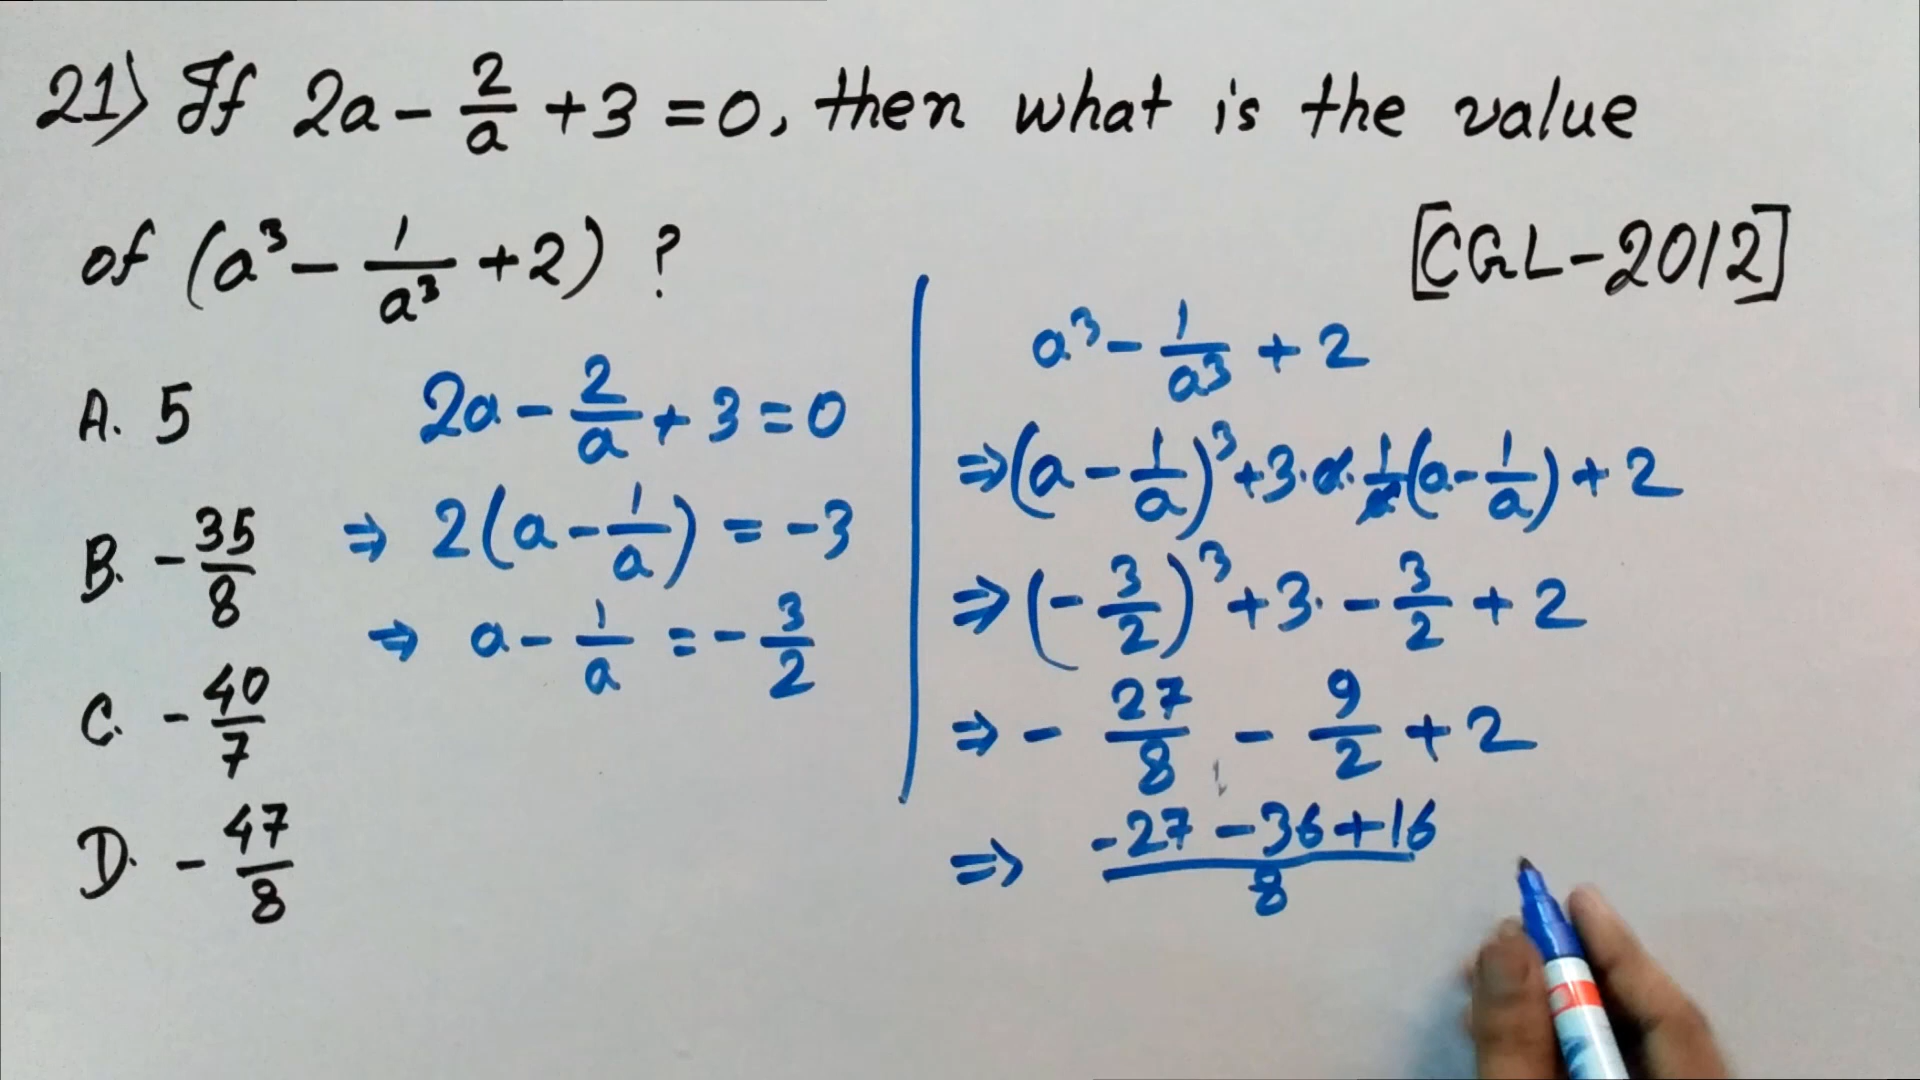 21) If 2a - 2/a + 3 = 0, then what is the value
of (a³ - 1/a³ + 2) ?
[CGL-2012]
A. 5
B. - 35/8
C. - 40/7
D. - 47/8
2a - 2/a + 3 = 0
⇒ 2(a - 1/a) = -3
⇒ a - 1/a = - 3/2
a³ - 1/a³ + 2
⇒ (a - 1/a)³ + 3·a·1/a(a - 1/a) + 2
⇒ (- 3/2)³ + 3· - 3/2 + 2
⇒ - 27/8 - 9/2 + 2
⇒ -27 - 36 + 16 / 8